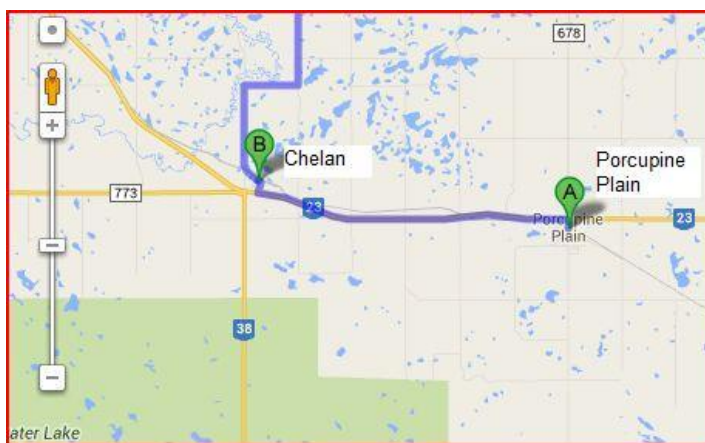 678
B
Chelan
Porcupine
Plain
773
A
23
Porcupine
Plain
23
38
ater Lake